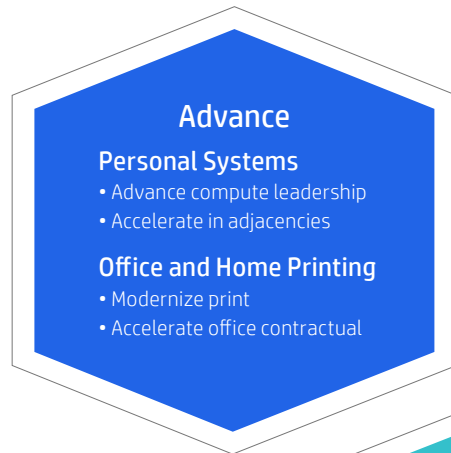 Advance
Personal Systems
• Advance compute leadership
• Accelerate in adjacencies
Office and Home Printing
• Modernize print
• Accelerate office contractual